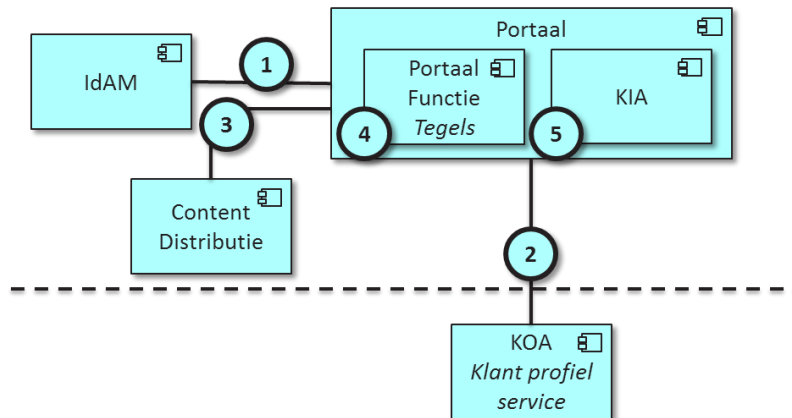 Portaal
IdAM
1
Portaal
Functie
Tegels
KIA
3
4
5
Content
Distributie
2
KOA
Klant profiel
service